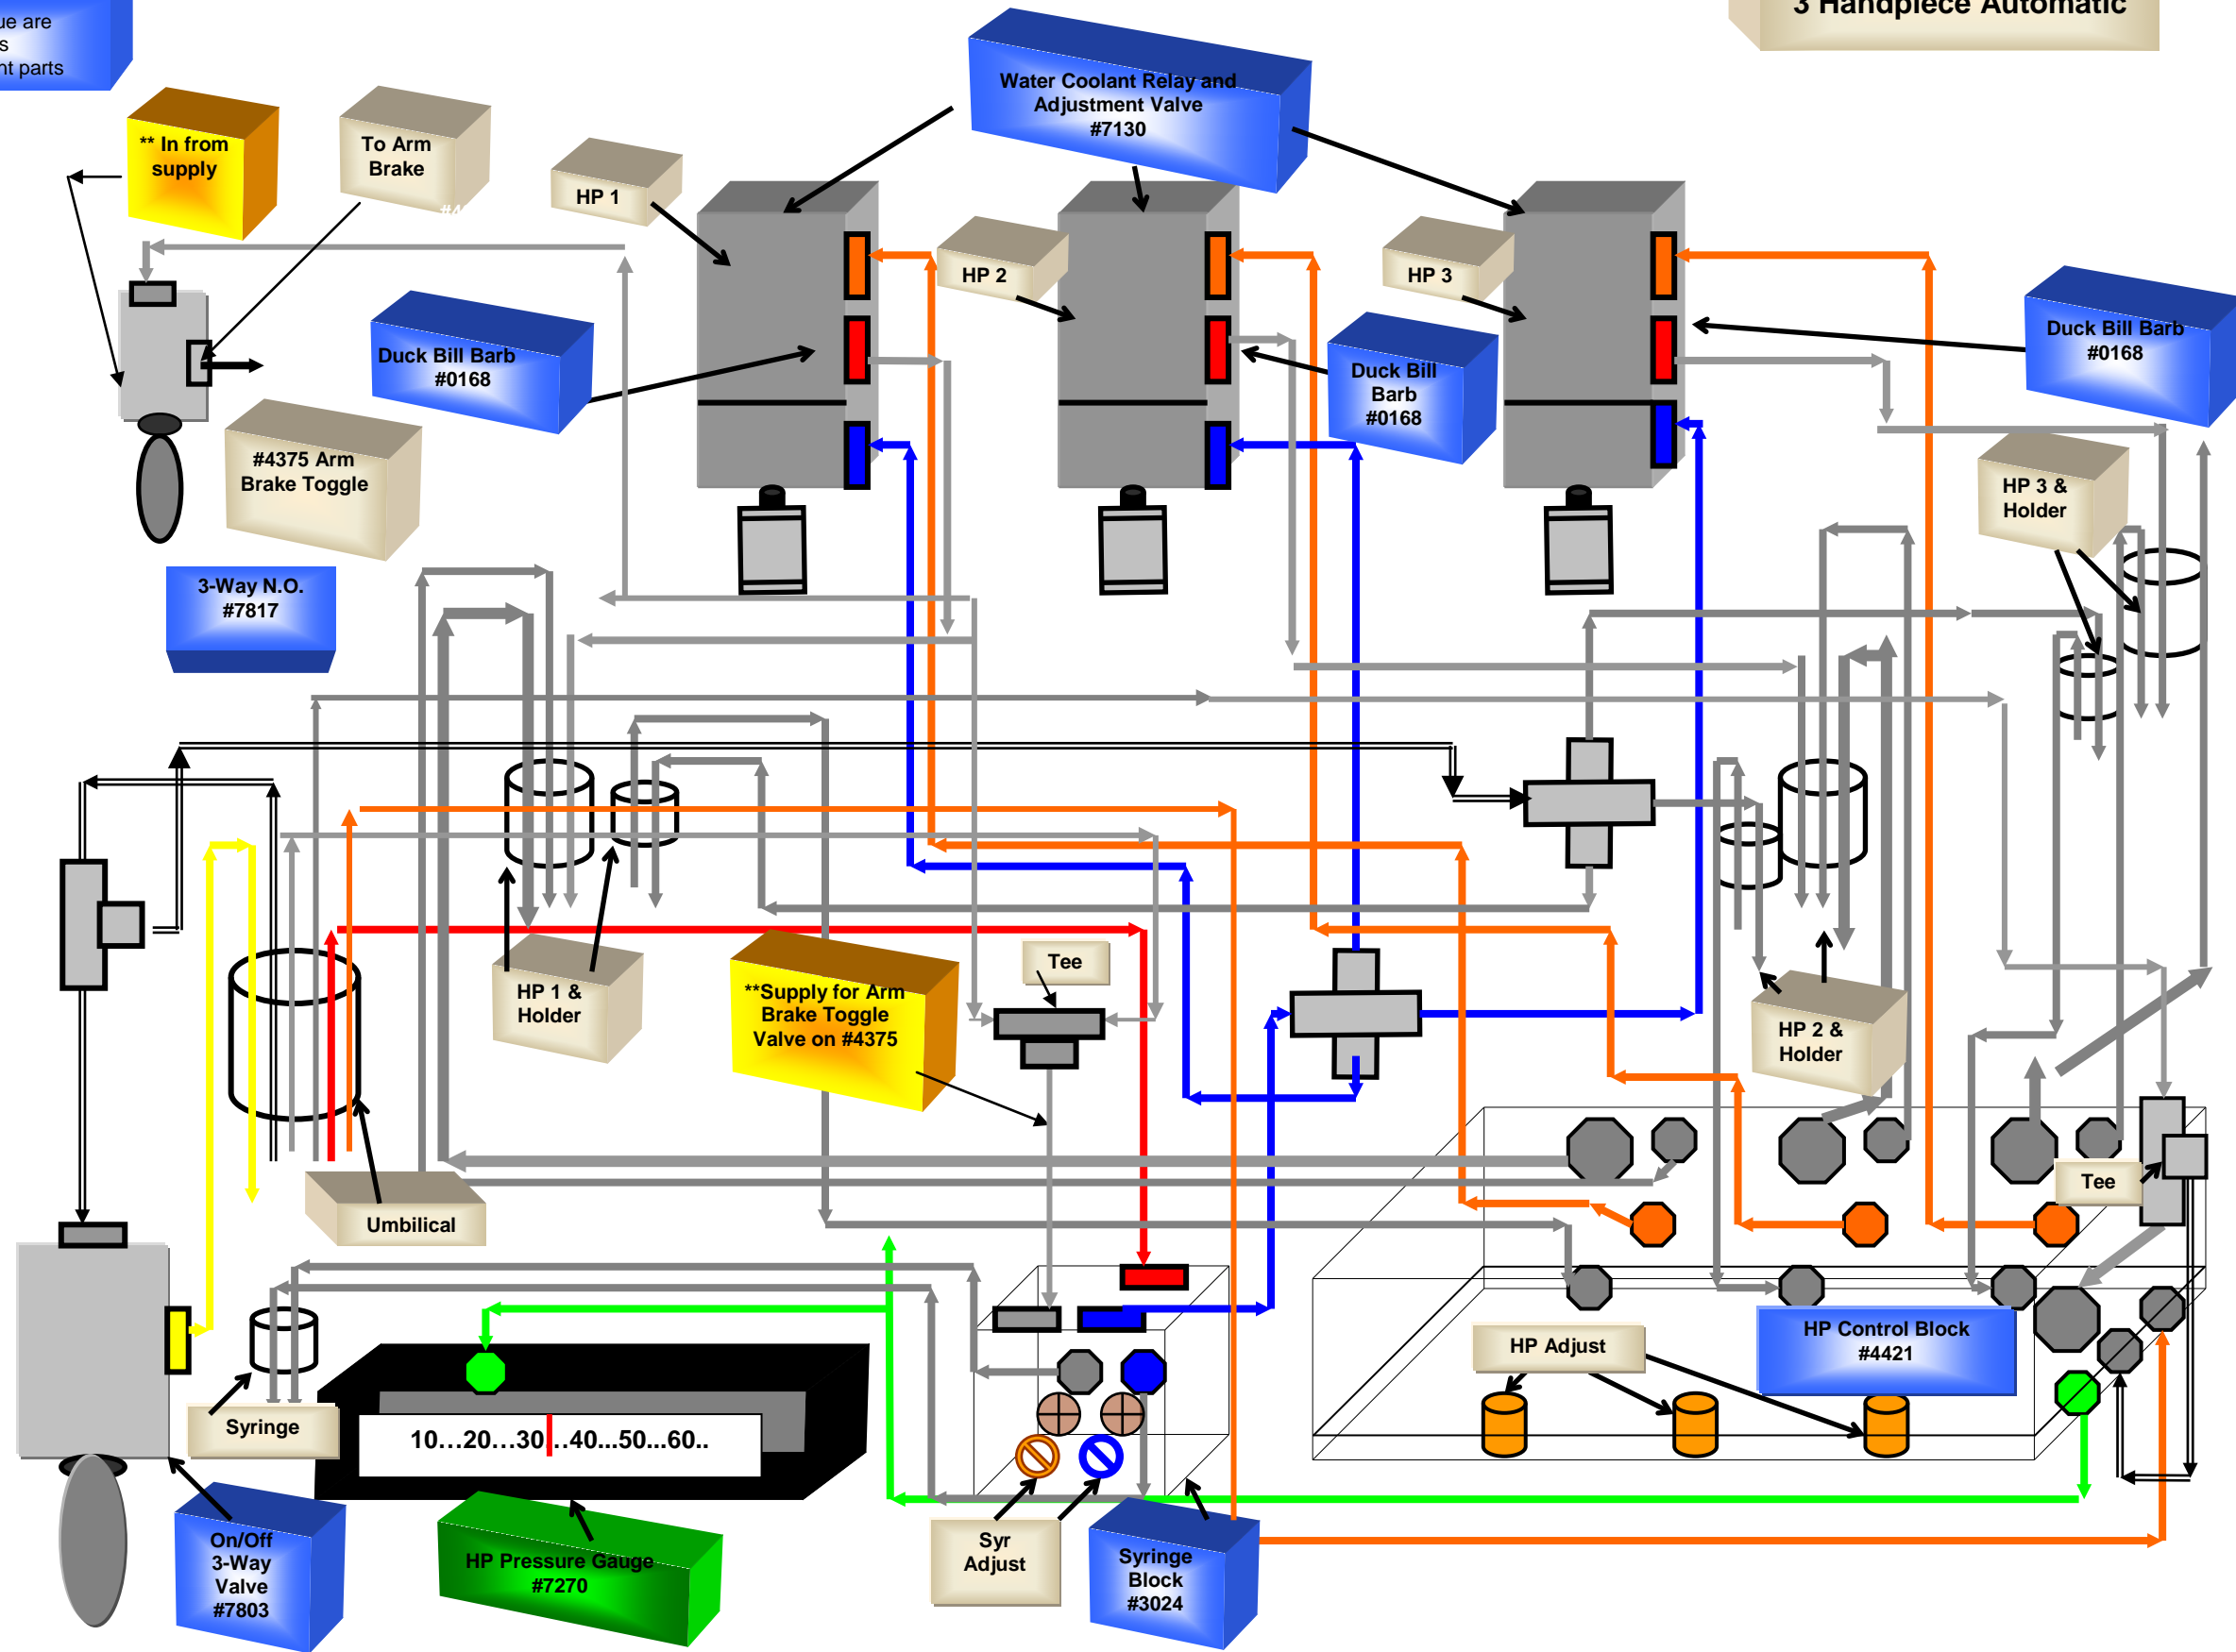 ue are
s
nt parts
3 Handpiece Automatic
Water Coolant Relay and
Adjustment Valve
#7130
** In from
supply
To Arm
Brake
#4
HP 1
HP 2
HP 3
Duck Bill Barb
#0168
Duck Bill
Barb
#0168
Duck Bill Barb
#0168
#4375 Arm
Brake Toggle
HP 3 &
Holder
3-Way N.O.
#7817
HP 1 &
Holder
**Supply for Arm
Brake Toggle
Valve on #4375
Tee
HP 2 &
Holder
Tee
Umbilical
HP Adjust
HP Control Block
#4421
Syringe
10…20…30…40...50...60..
On/Off
3-Way
Valve
#7803
HP Pressure Gauge
#7270
Syr
Adjust
Syringe
Block
#3024